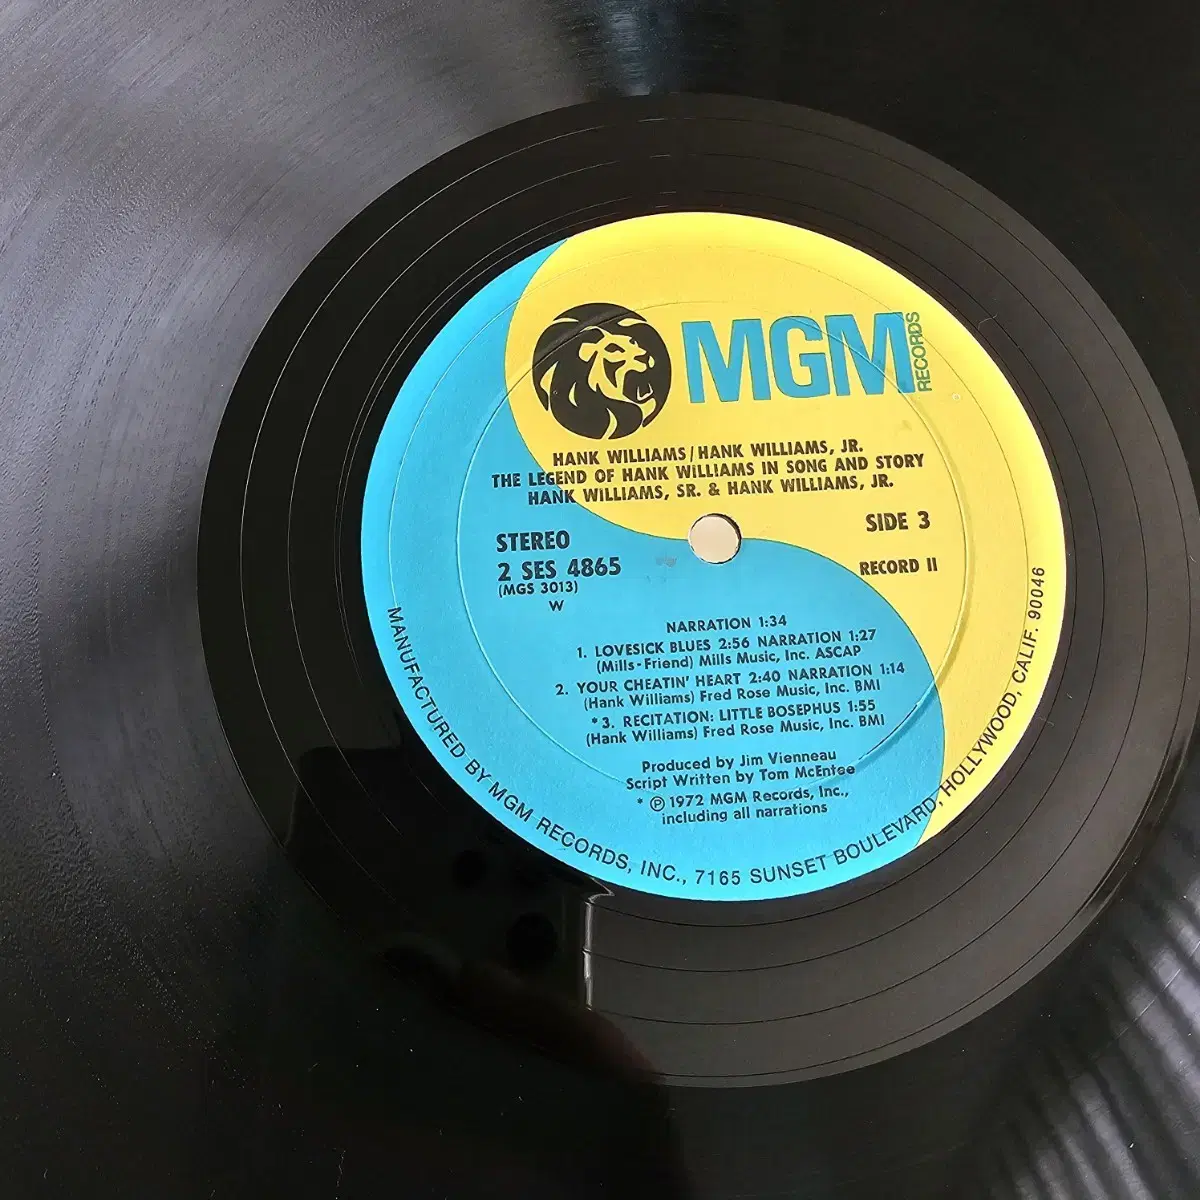 MGM RECORDS
HANK WILLIAMS/HANK WILLIAMS, JR.
THE LEGEND OF HANK WILLIAMS IN SONG AND STORY
HANK WILLIAMS, SR. & HANK WILLIAMS, JR.
STEREO
2 SES 4865
(MGS 3013)
W
SIDE 3
RECORD II
NARRATION 1:34
1. LOVESICK BLUES 2:56 NARRATION 1:27
(Mills-Friend) Mills Music, Inc. ASCAP
2. YOUR CHEATIN' HEART 2:40 NARRATION 1:14
(Hank Williams) Fred Rose Music, Inc. BMI
*3. RECITATION: LITTLE BOSEPHUS 1:55
(Hank Williams) Fred Rose Music, Inc. BMI
Produced by Jim Vienneau
Script Written by Tom McEntee
* Ⓟ 1972 MGM Records, Inc.,
including all narrations
MANUFACTURED BY MGM RECORDS, INC., 7165 SUNSET BOULEVARD, HOLLYWOOD, CALIF. 90046